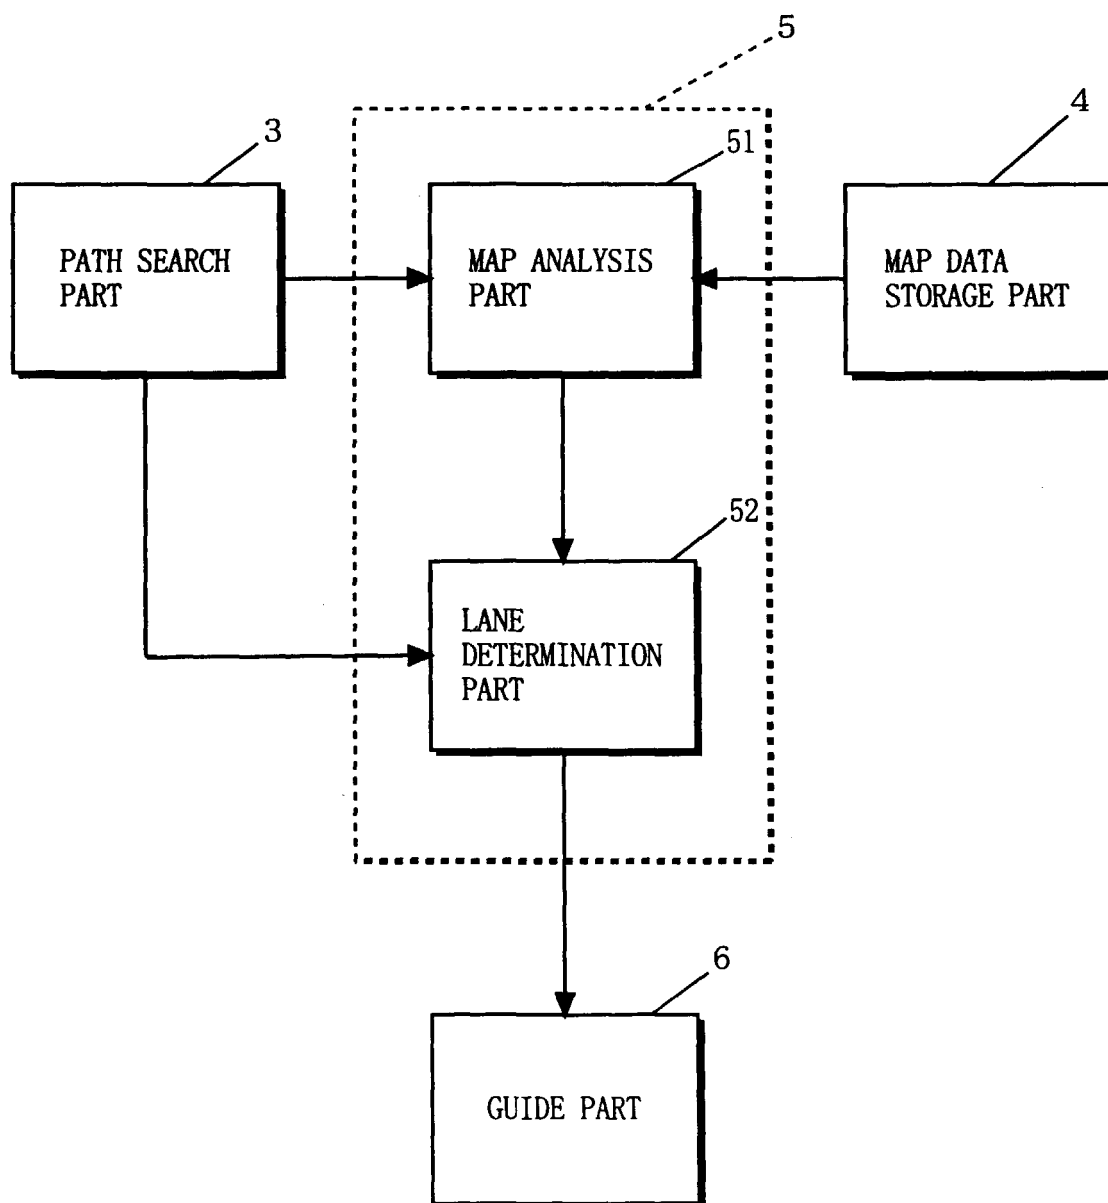 5
3
51
4
PATH SEARCH
PART
MAP ANALYSIS
PART
MAP DATA
STORAGE PART
52
LANE
DETERMINATION
PART
6
GUIDE PART